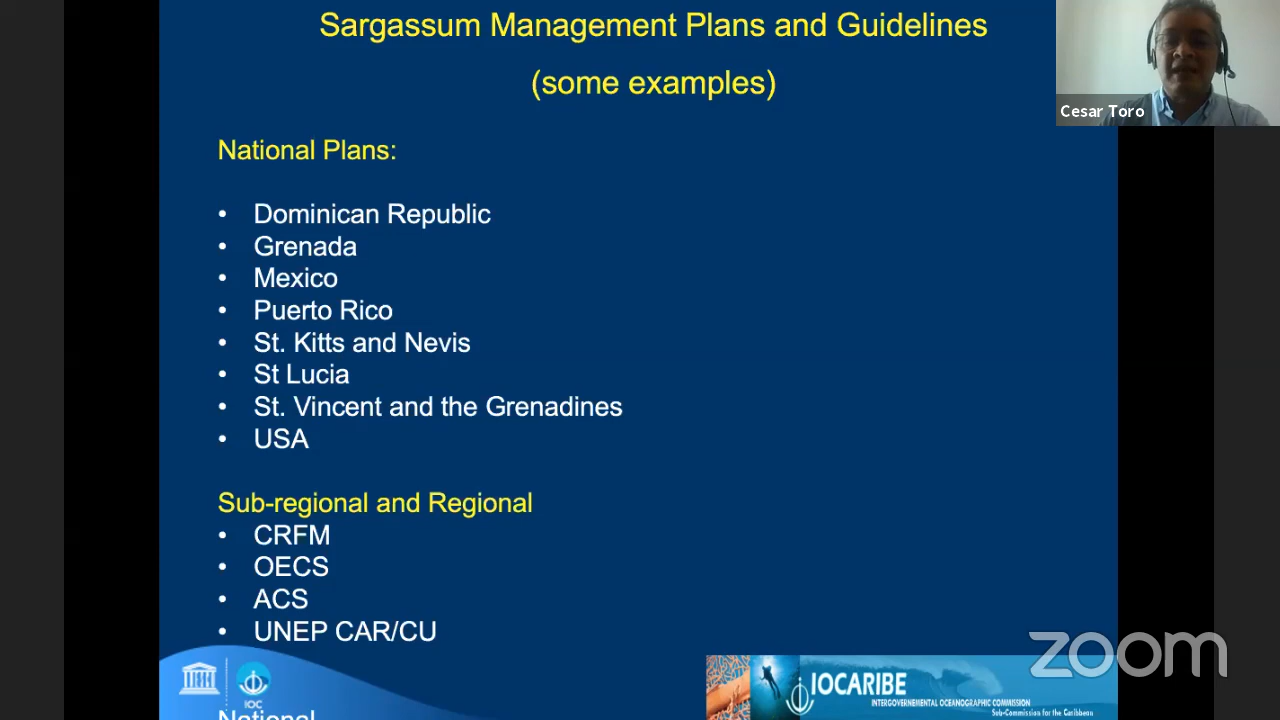 Sargassum Management Plans and Guidelines
(some examples)
Cesar Toro
National Plans:
• Dominican Republic
• Grenada
• Mexico
• Puerto Rico
• St. Kitts and Nevis
• St Lucia
• St. Vincent and the Grenadines
• USA
Sub-regional and Regional
• CRFM
• OECS
• ACS
• UNEP CAR/CU
zoom
IOCARIBE
INTERGOVERNEMENTAL OCEANOGRAPHIC COMMISSION
Sub-Commission for the Caribbean
IOC
National